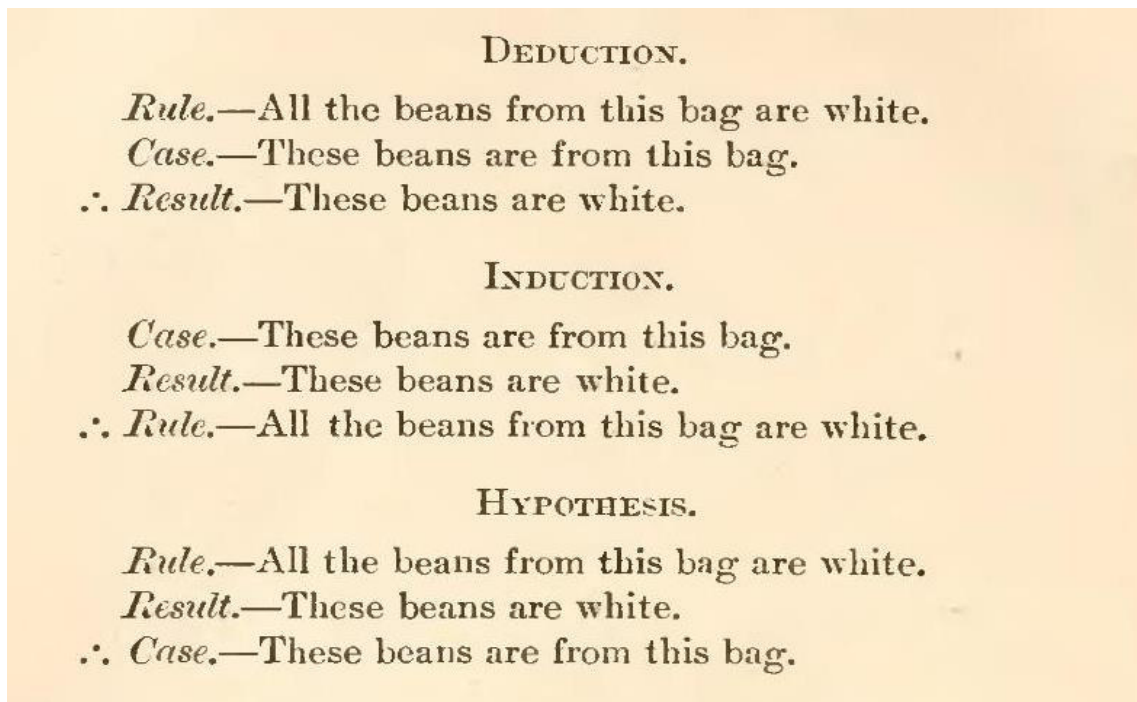 DEDUCTION.
Rule.—All the beans from this bag are white.
Case.—These beans are from this bag.
∴ Result.—These beans are white.
INDUCTION.
Case.—These beans are from this bag.
Result.—These beans are white.
∴ Rule.—All the beans from this bag are white.
HYPOTHESIS.
Rule.—All the beans from this bag are white.
Result.—These beans are white.
∴ Case.—These beans are from this bag.